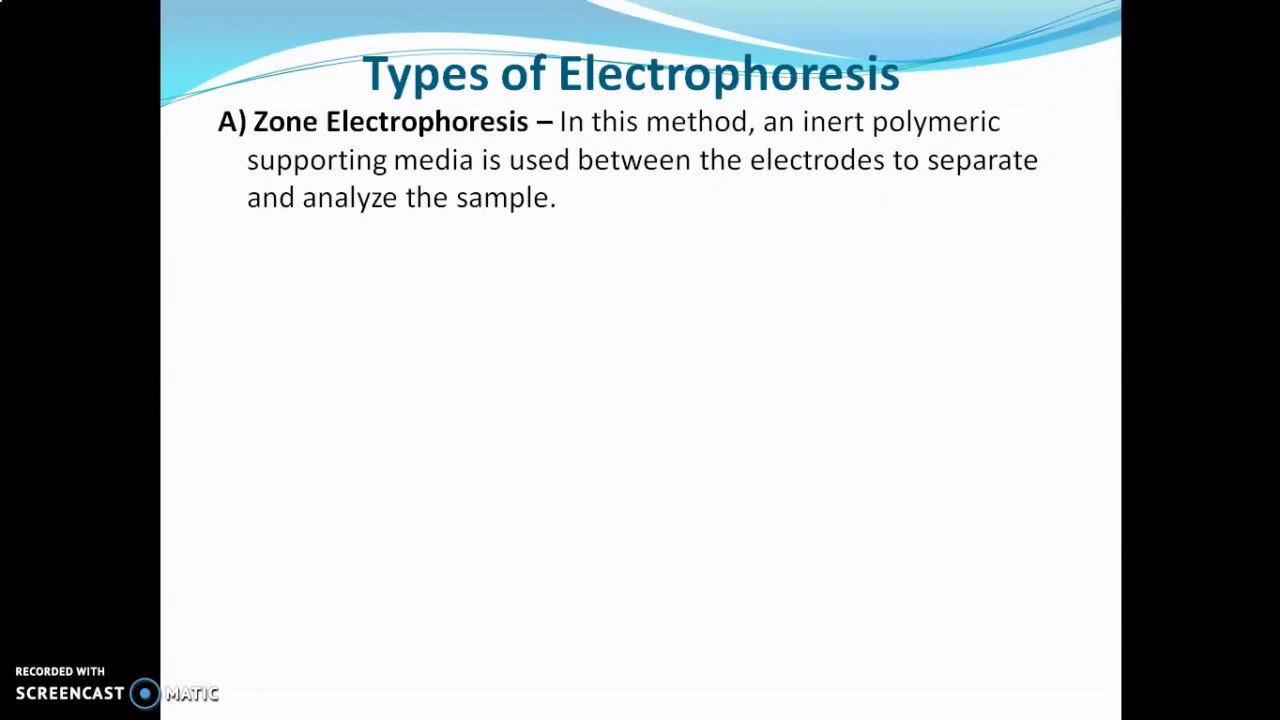 Types of Electrophoresis
A) Zone Electrophoresis – In this method, an inert polymeric
supporting media is used between the electrodes to separate
and analyze the sample.
RECORDED WITH
SCREENCAST MATIC